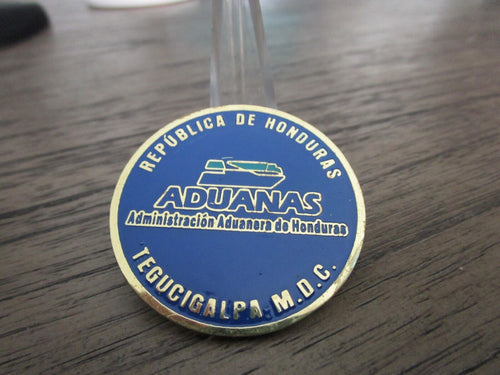 REPÚBLICA DE HONDURAS
ADUANAS
Administración Aduanera de Honduras
TEGUCIGALPA M.D.C.